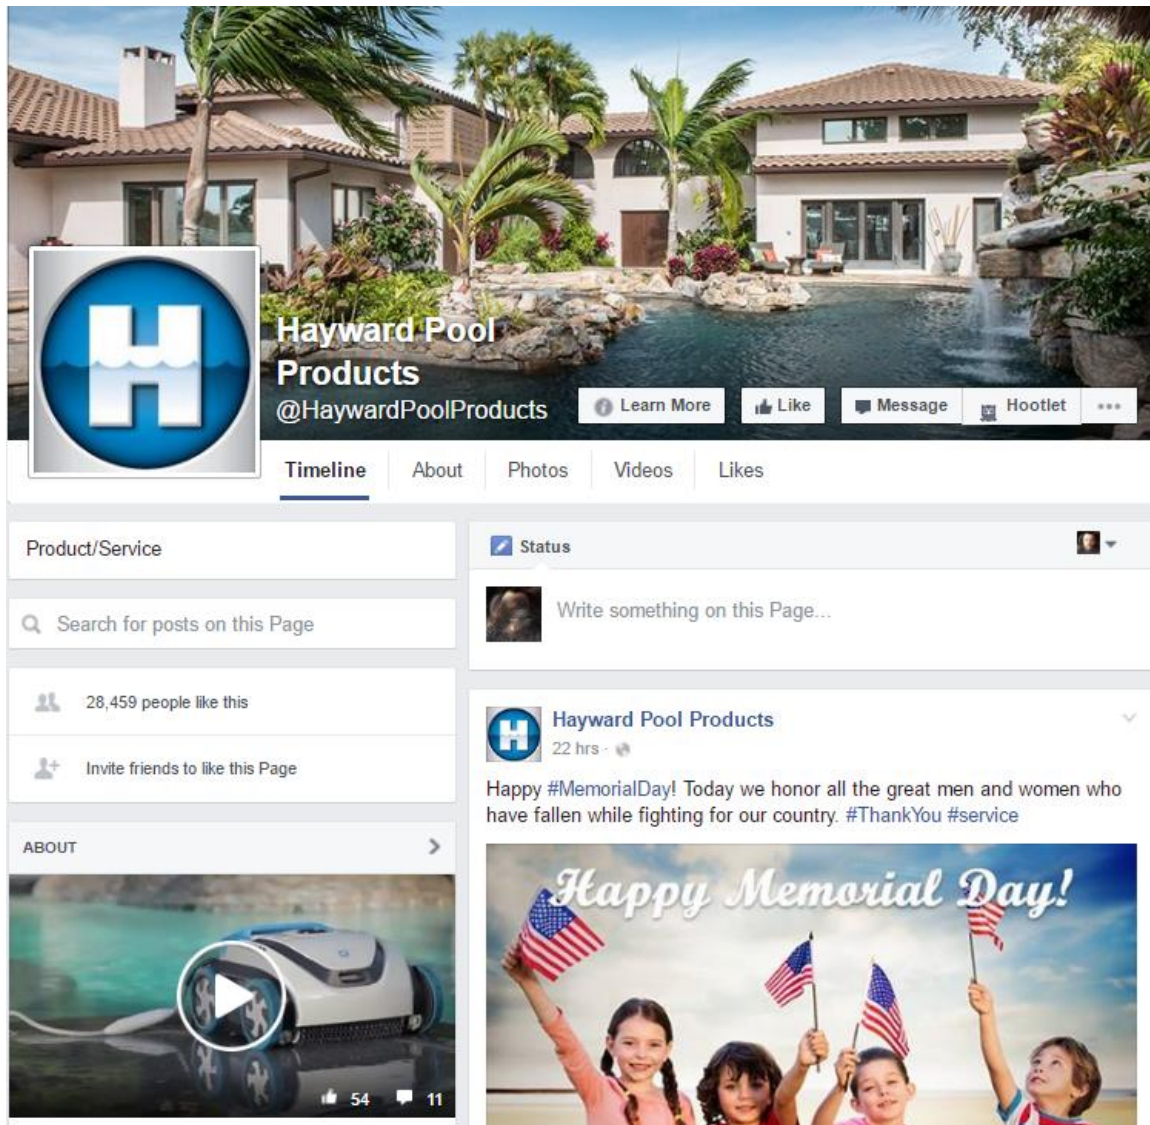 H
Hayward Pool
Products
@HaywardPoolProducts
Learn More
Like
Message
Hootlet
Timeline
About
Photos
Videos
Likes
Product/Service
Search for posts on this Page
28,459 people like this
Invite friends to like this Page
ABOUT
54
11
Status
Write something on this Page...
H
Hayward Pool Products
22 hrs ·
Happy #MemorialDay! Today we honor all the great men and women who
have fallen while fighting for our country. #ThankYou #service
Happy Memorial Day!